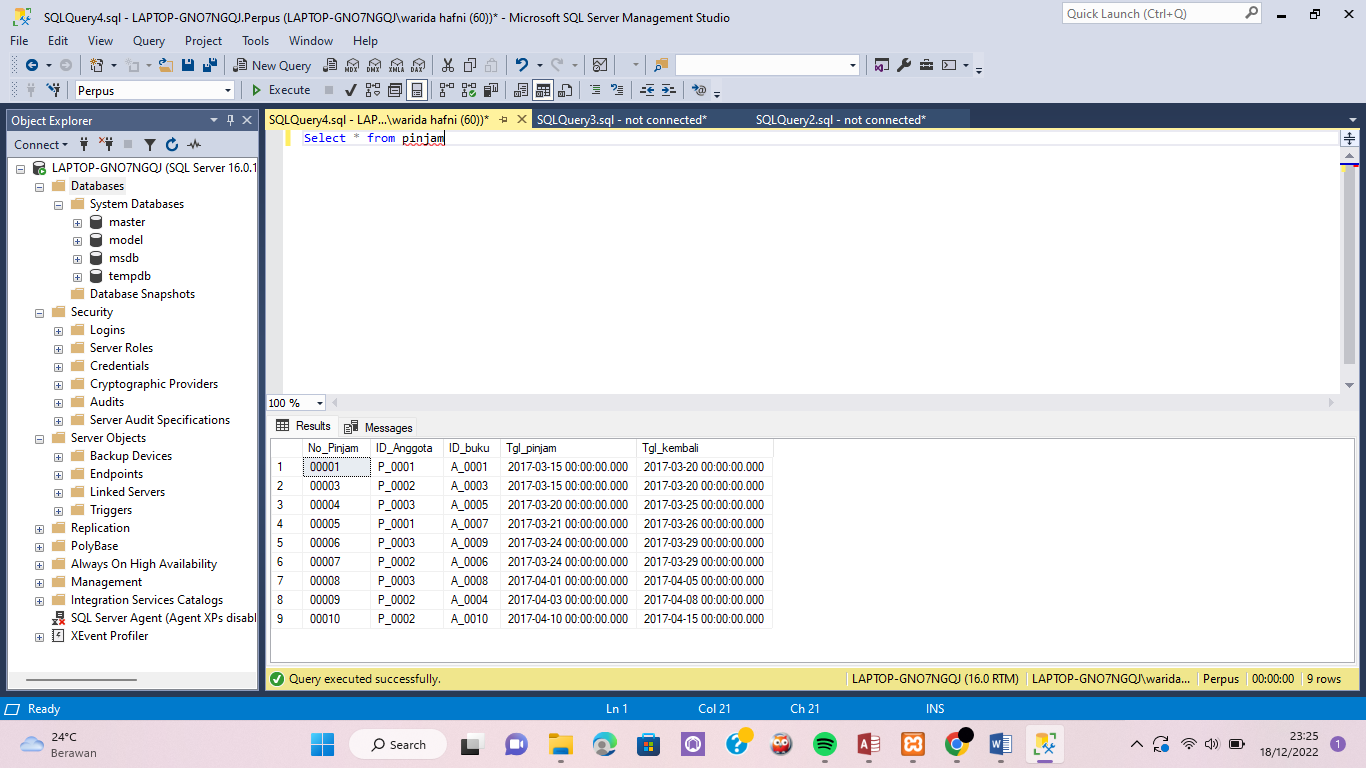 SQLQuery4.sql - LAPTOP-GNO7NGQJ.Perpus (LAPTOP-GNO7NGQJ\warida hafni (60))* - Microsoft SQL Server Management Studio
Quick Launch (Ctrl+Q)
File Edit View Query Project Tools Window Help
New Query MDX DMX XMLA DAX
Perpus Execute
Object Explorer
SQLQuery4.sql - LAP...\warida hafni (60))* SQLQuery3.sql - not connected* SQLQuery2.sql - not connected*
Connect
Select * from pinjam
LAPTOP-GNO7NGQJ (SQL Server 16.0.1
Databases
System Databases
master
model
msdb
tempdb
Database Snapshots
Security
Logins
Server Roles
Credentials
Cryptographic Providers
Audits
Server Audit Specifications
Server Objects
Backup Devices
Endpoints
Linked Servers
Triggers
Replication
PolyBase
Always On High Availability
Management
Integration Services Catalogs
SQL Server Agent (Agent XPs disabl
XEvent Profiler
100 %
Results Messages
No_Pinjam ID_Anggota ID_buku Tgl_pinjam Tgl_kembali
1 00001 P_0001 A_0001 2017-03-15 00:00:00.000 2017-03-20 00:00:00.000
2 00003 P_0002 A_0003 2017-03-15 00:00:00.000 2017-03-20 00:00:00.000
3 00004 P_0003 A_0005 2017-03-20 00:00:00.000 2017-03-25 00:00:00.000
4 00005 P_0001 A_0007 2017-03-21 00:00:00.000 2017-03-26 00:00:00.000
5 00006 P_0003 A_0009 2017-03-24 00:00:00.000 2017-03-29 00:00:00.000
6 00007 P_0002 A_0006 2017-03-24 00:00:00.000 2017-03-29 00:00:00.000
7 00008 P_0003 A_0008 2017-04-01 00:00:00.000 2017-04-05 00:00:00.000
8 00009 P_0002 A_0004 2017-04-03 00:00:00.000 2017-04-08 00:00:00.000
9 00010 P_0002 A_0010 2017-04-10 00:00:00.000 2017-04-15 00:00:00.000
Query executed successfully. LAPTOP-GNO7NGQJ (16.0 RTM) LAPTOP-GNO7NGQJ\warida... Perpus 00:00:00 9 rows
Ready Ln 1 Col 21 Ch 21 INS
24°C
Berawan
Search
23:25
18/12/2022
1